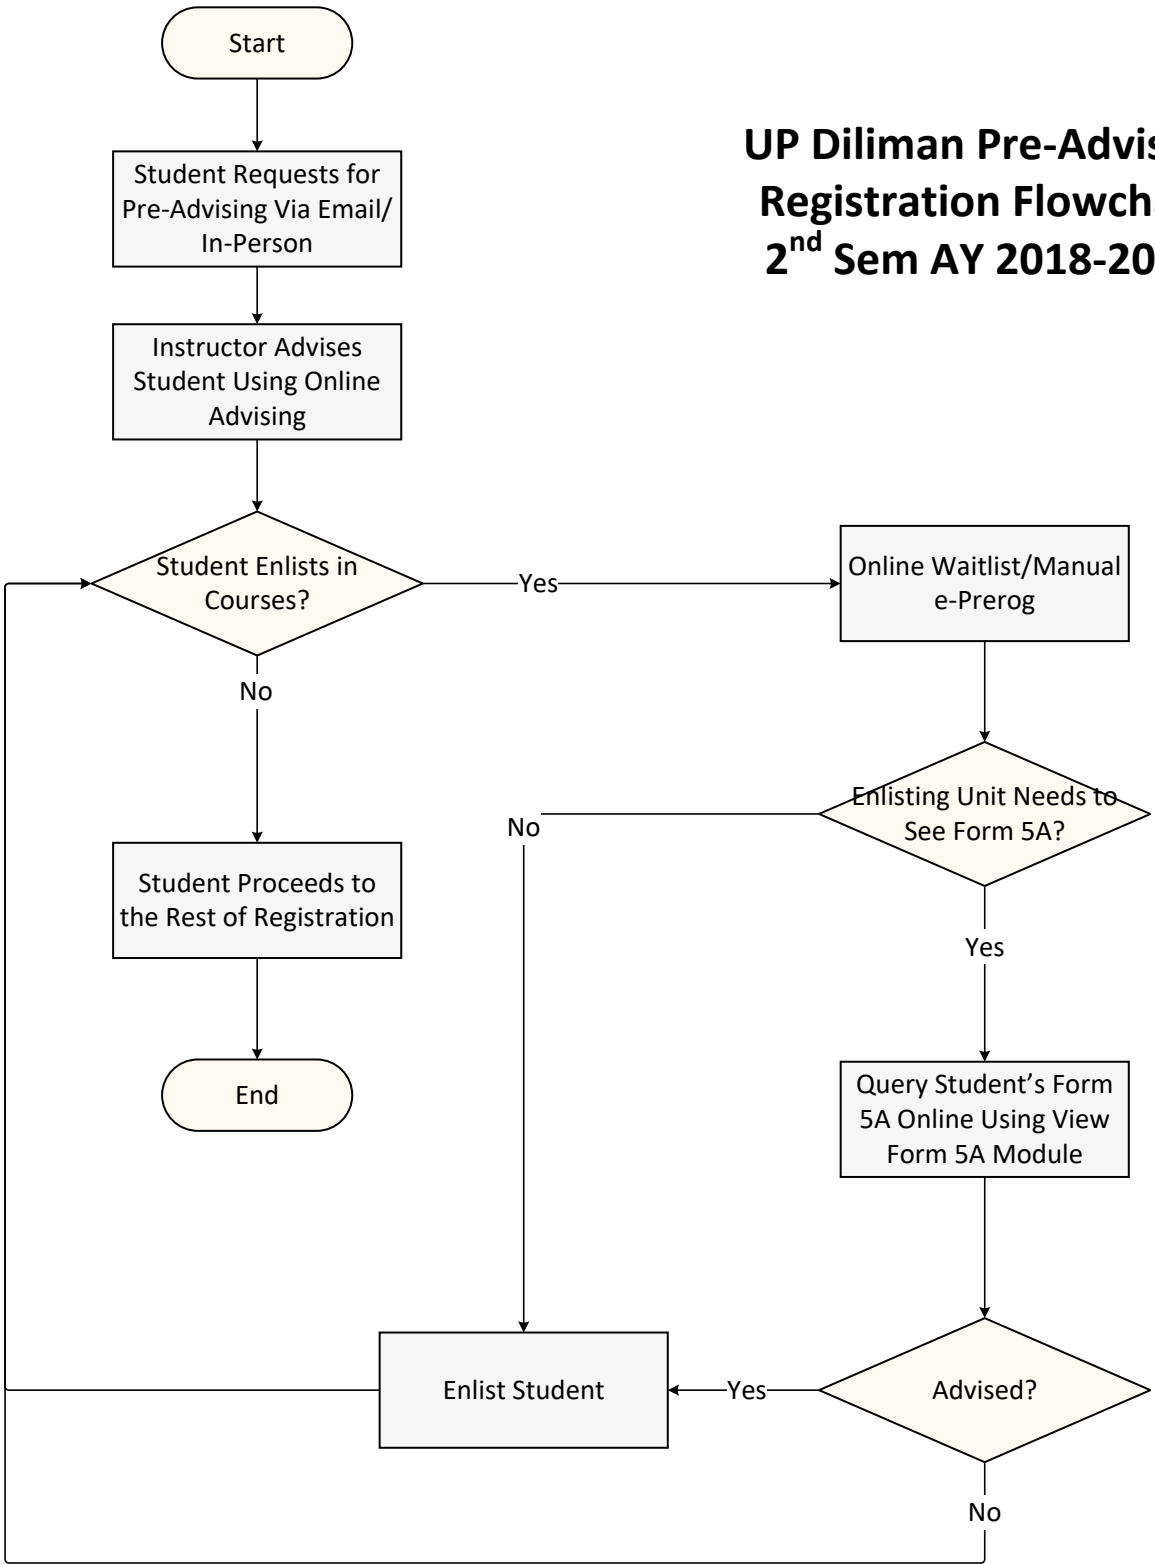 Start
UP Diliman Pre-Advis
Registration Flowch
2nd Sem AY 2018-20
Student Requests for
Pre-Advising Via Email/
In-Person
Instructor Advises
Student Using Online
Advising
Student Enlists in
Courses?
Yes
Online Waitlist/Manual
e-Prerog
No
Enlisting Unit Needs to
See Form 5A?
No
Yes
Student Proceeds to
the Rest of Registration
End
Query Student’s Form
5A Online Using View
Form 5A Module
Enlist Student
Yes
Advised?
No